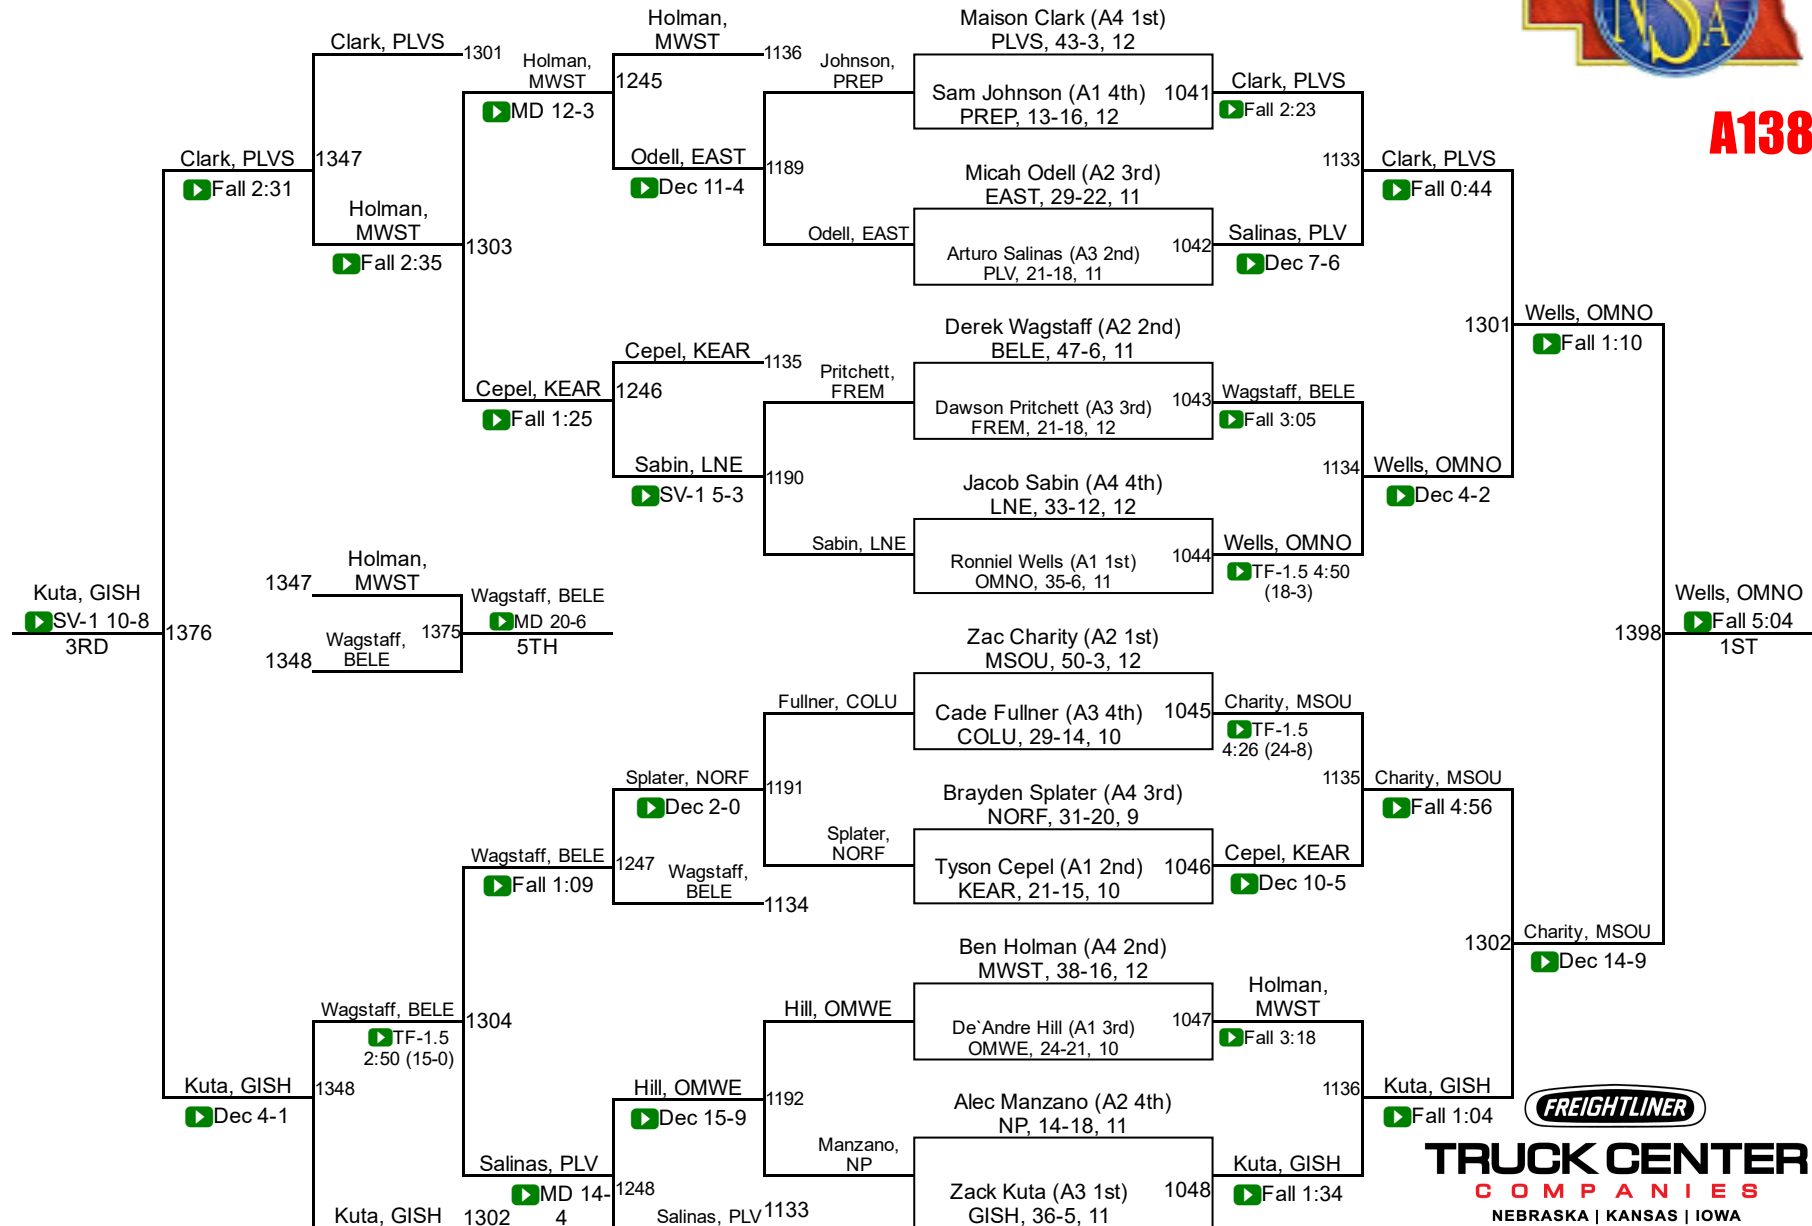 NSA
A138
Maison Clark (A4 1st)
PLVS, 43-3, 12
Sam Johnson (A1 4th)
PREP, 13-16, 12
1041
Clark, PLVS
Fall 2:23
Micah Odell (A2 3rd)
EAST, 29-22, 11
Arturo Salinas (A3 2nd)
PLV, 21-18, 11
1042
Salinas, PLV
Dec 7-6
1133
Clark, PLVS
Fall 0:44
Derek Wagstaff (A2 2nd)
BELE, 47-6, 11
Dawson Pritchett (A3 3rd)
FREM, 21-18, 12
1043
Wagstaff, BELE
Fall 3:05
Jacob Sabin (A4 4th)
LNE, 33-12, 12
Ronniel Wells (A1 1st)
OMNO, 35-6, 11
1044
Wells, OMNO
TF-1.5 4:50
(18-3)
1134
Wells, OMNO
Dec 4-2
1301
Wells, OMNO
Fall 1:10
Zac Charity (A2 1st)
MSOU, 50-3, 12
Cade Fullner (A3 4th)
COLU, 29-14, 10
1045
Charity, MSOU
TF-1.5
4:26 (24-8)
Brayden Splater (A4 3rd)
NORF, 31-20, 9
Tyson Cepel (A1 2nd)
KEAR, 21-15, 10
1046
Cepel, KEAR
Dec 10-5
1135
Charity, MSOU
Fall 4:56
Ben Holman (A4 2nd)
MWST, 38-16, 12
De`Andre Hill (A1 3rd)
OMWE, 24-21, 10
1047
Holman,
MWST
Fall 3:18
Alec Manzano (A2 4th)
NP, 14-18, 11
Zack Kuta (A3 1st)
GISH, 36-5, 11
1048
Kuta, GISH
Fall 1:34
1136
Kuta, GISH
Fall 1:04
1302
Charity, MSOU
Dec 14-9
1398
Wells, OMNO
Fall 5:04
1ST
Johnson,
PREP
Odell, EAST
1189
Odell, EAST
Dec 11-4
Holman,
MWST
1136
1245
Holman,
MWST
MD 12-3
Pritchett,
FREM
Sabin, LNE
1190
Sabin, LNE
SV-1 5-3
Cepel, KEAR
1135
1246
Cepel, KEAR
Fall 1:25
1303
Holman,
MWST
Fall 2:35
Clark, PLVS
1301
1347
Clark, PLVS
Fall 2:31
Fullner, COLU
Splater,
NORF
1191
Splater, NORF
Dec 2-0
Wagstaff,
BELE
1134
1247
Wagstaff, BELE
Fall 1:09
Hill, OMWE
Manzano,
NP
1192
Hill, OMWE
Dec 15-9
Salinas, PLV
1133
1248
Salinas, PLV
MD 14-
4
1304
Wagstaff, BELE
TF-1.5
2:50 (15-0)
Kuta, GISH
1302
1348
Kuta, GISH
Dec 4-1
1376
Kuta, GISH
SV-1 10-8
3RD
1347
Holman,
MWST
1348
Wagstaff,
BELE
1375
Wagstaff, BELE
MD 20-6
5TH
FREIGHTLINER
TRUCK CENTER
COMPANIES
NEBRASKA | KANSAS | IOWA